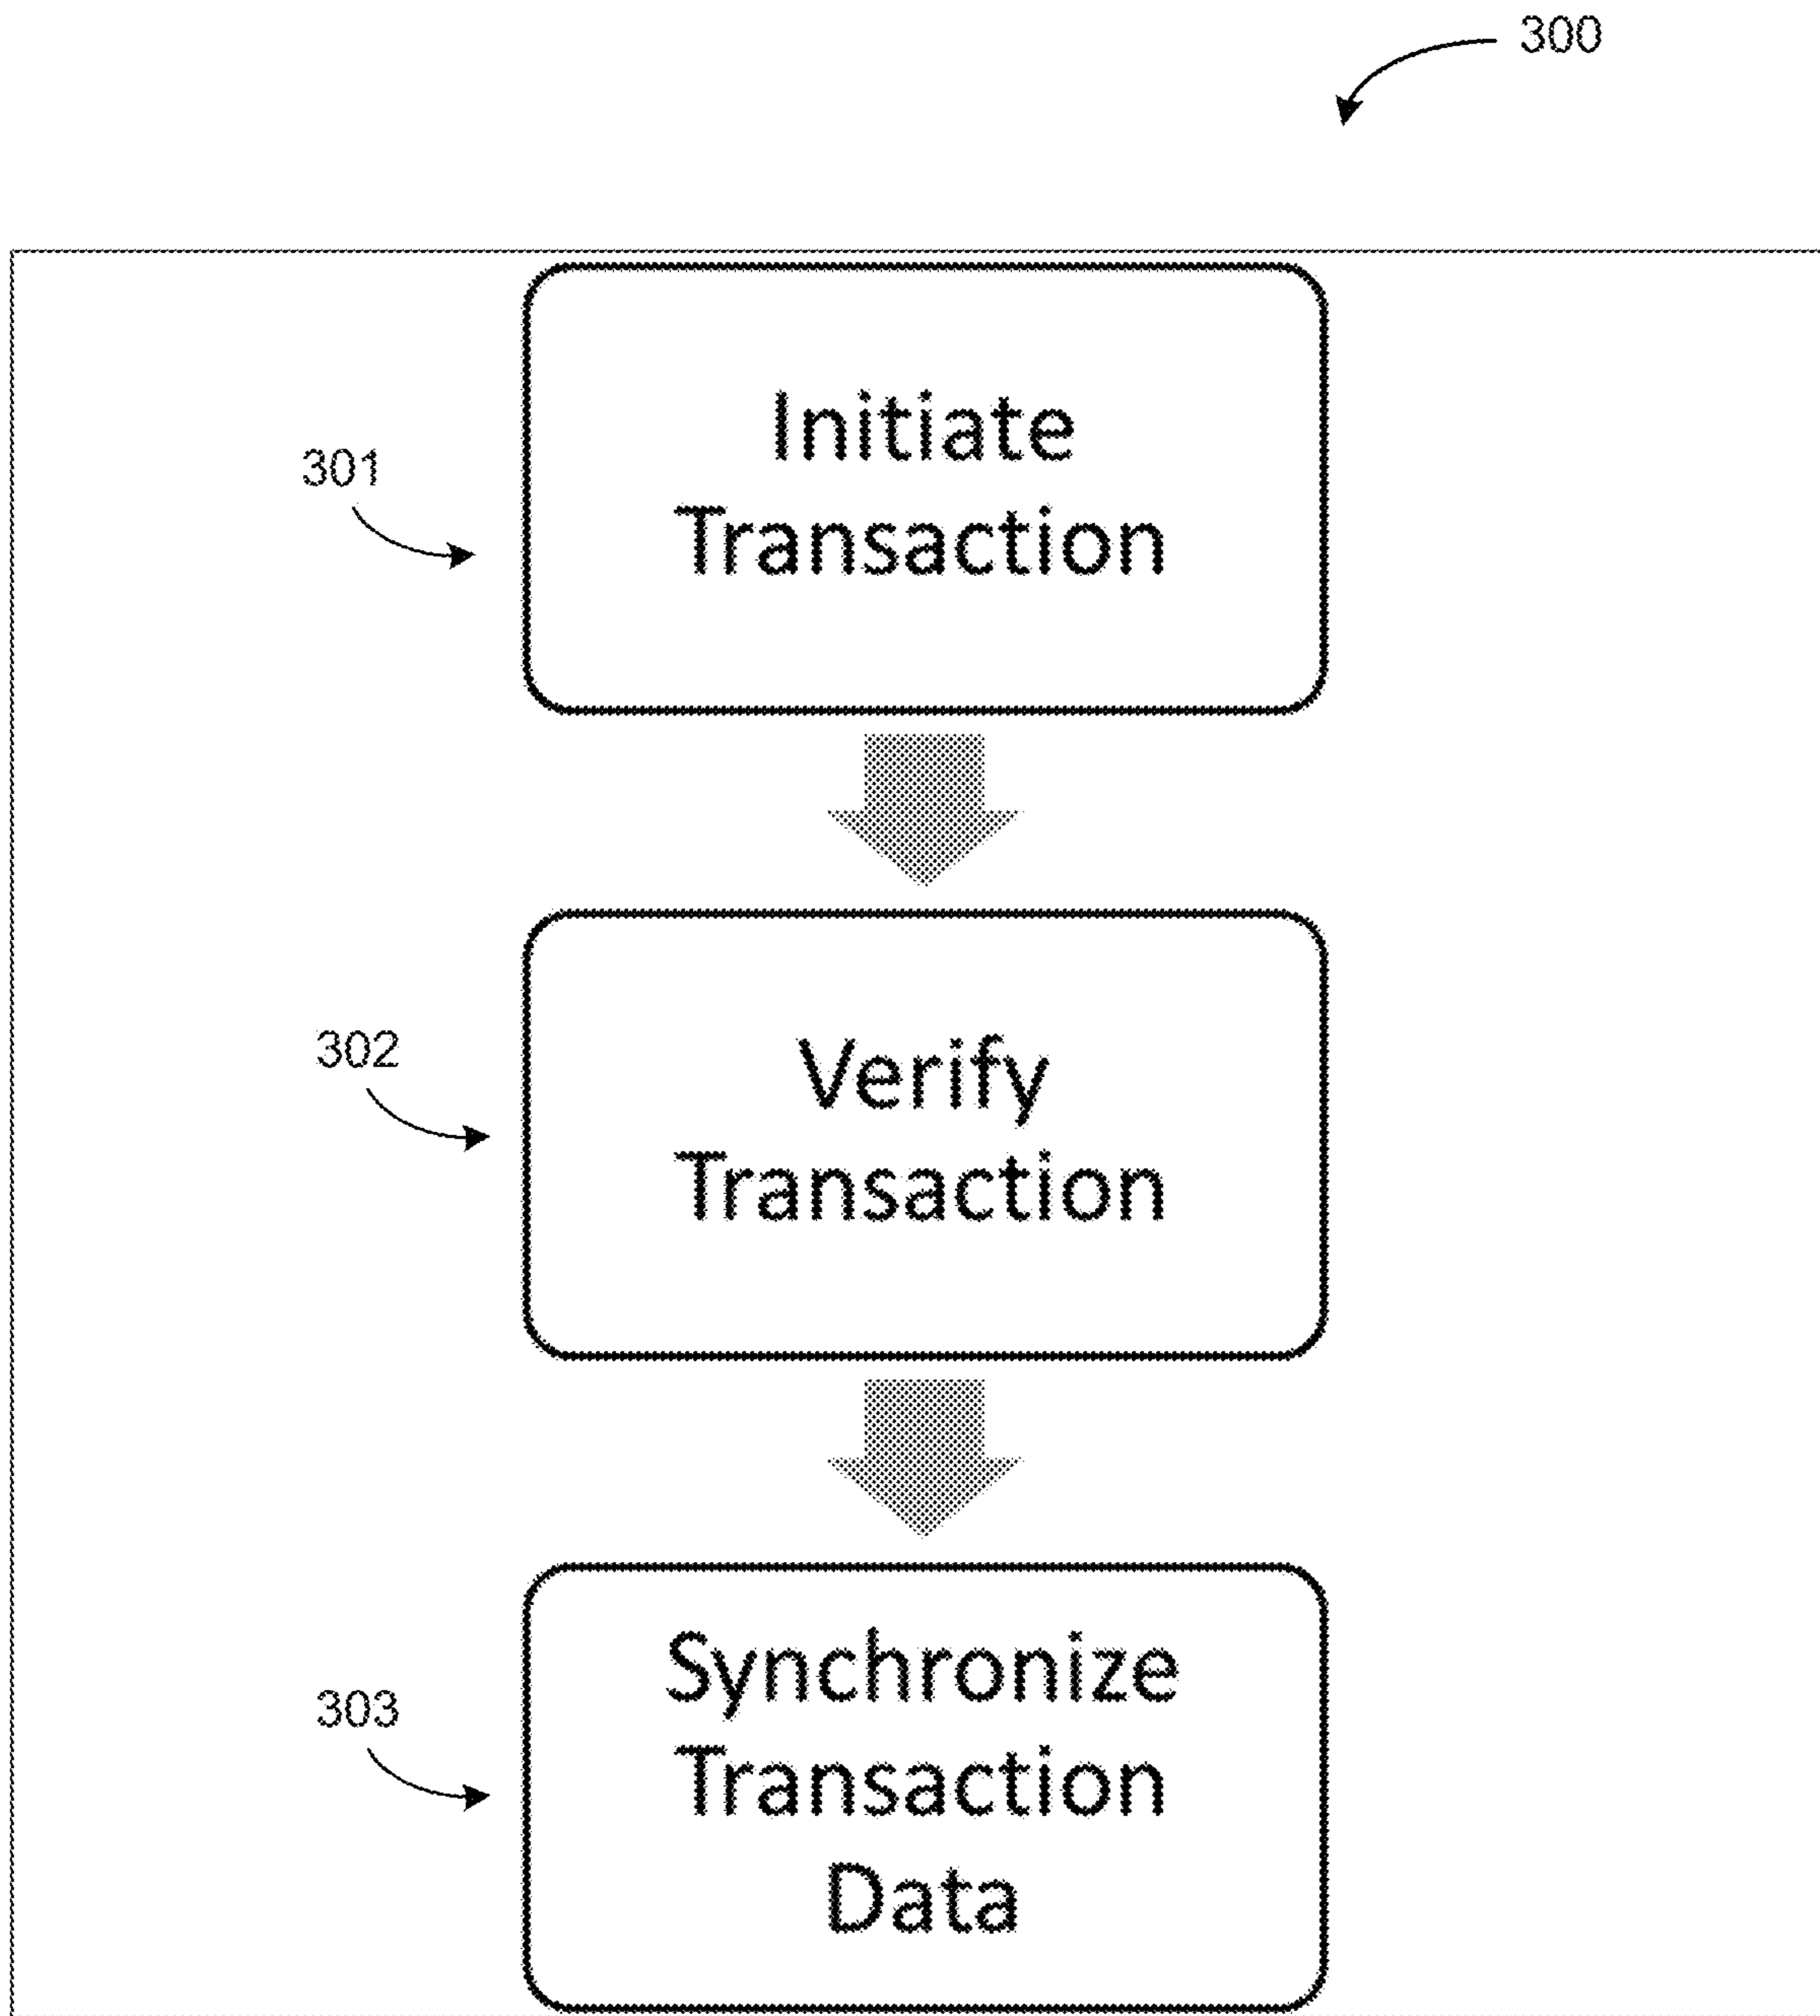 300
301
Initiate
Transaction
302
Verify
Transaction
303
Synchronize
Transaction
Data